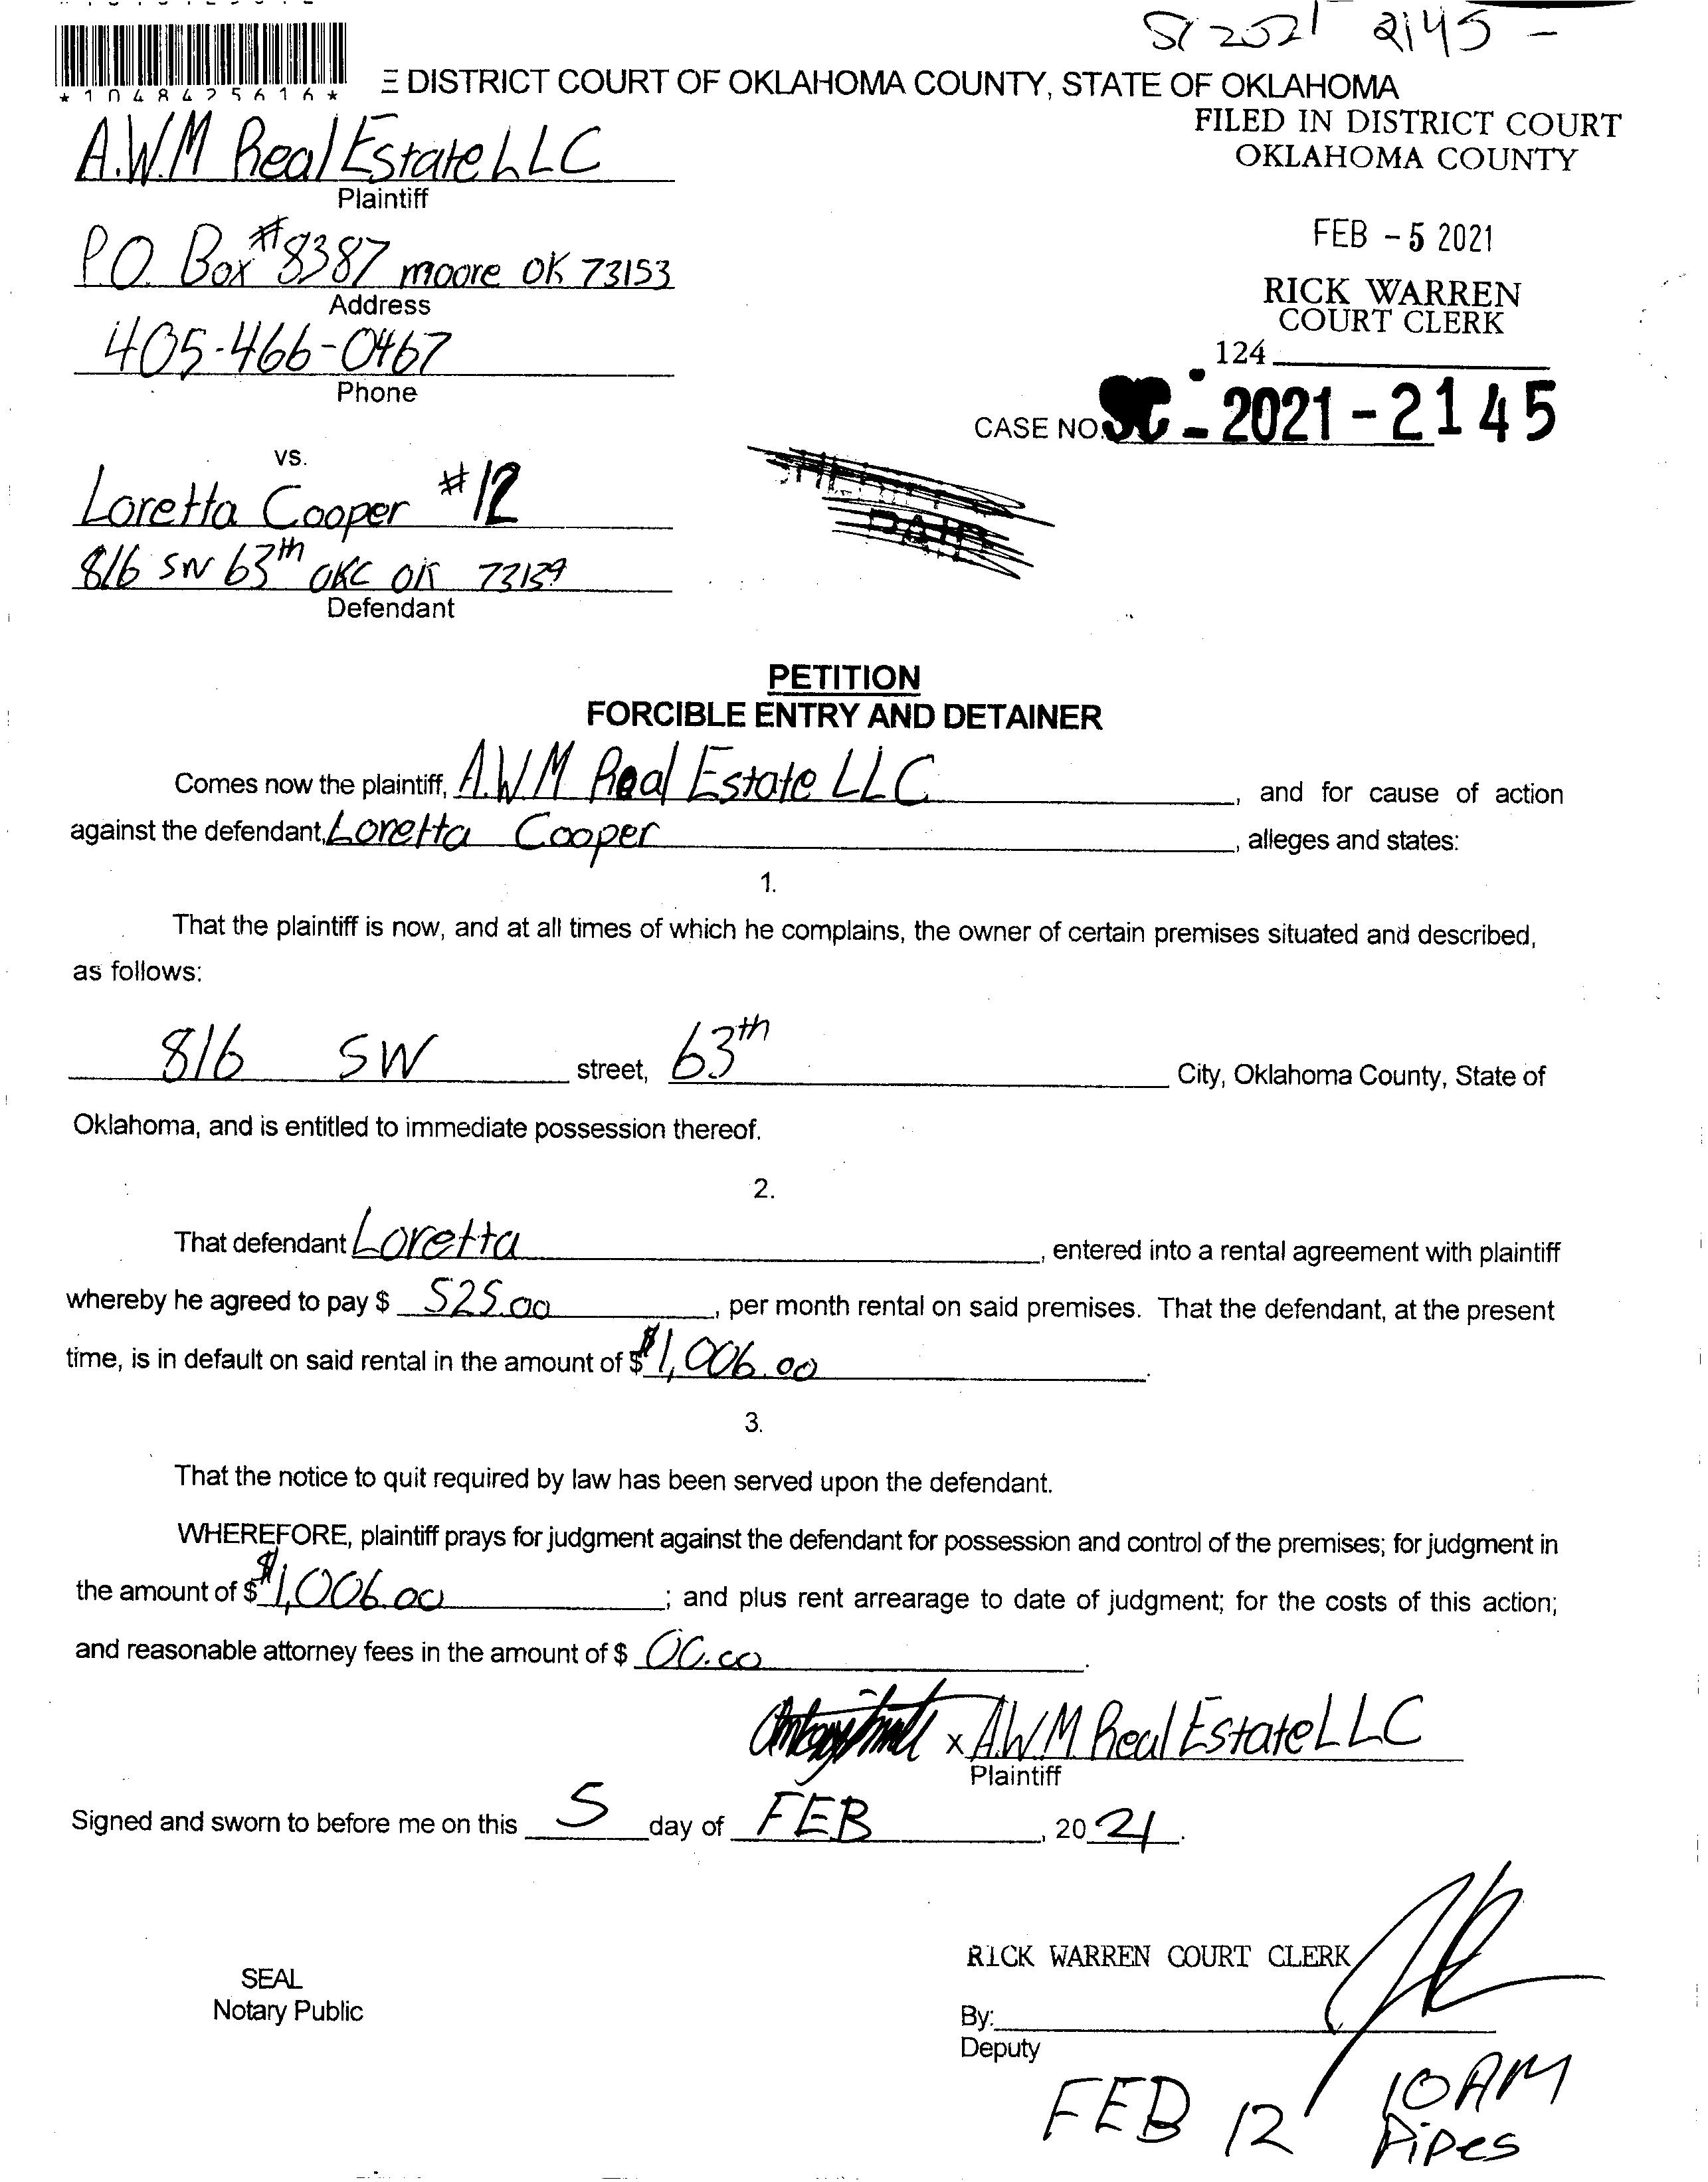 SC 2021 2145 -
*1048425616*
E DISTRICT COURT OF OKLAHOMA COUNTY, STATE OF OKLAHOMA
FILED IN DISTRICT COURT
OKLAHOMA COUNTY
A.W.M Real Estate LLC
Plaintiff
FEB - 5 2021
P.O. Box #8387 moore OK 73153
Address
RICK WARREN
COURT CLERK
405-466-0467
Phone
124
CASE NO. SC - 2021 - 2145
vs.
Loretta Cooper #12
816 SW 63th OKC OK 73139
Defendant
PAID
PETITION
FORCIBLE ENTRY AND DETAINER
Comes now the plaintiff, A.W.M Real Estate LLC, and for cause of action
against the defendant, Loretta Cooper, alleges and states:
1.
That the plaintiff is now, and at all times of which he complains, the owner of certain premises situated and described,
as follows:
816 SW street, 63th City, Oklahoma County, State of
Oklahoma, and is entitled to immediate possession thereof.
2.
That defendant Loretta, entered into a rental agreement with plaintiff
whereby he agreed to pay $ 525.00, per month rental on said premises. That the defendant, at the present
time, is in default on said rental in the amount of $ $1,006.00.
3.
That the notice to quit required by law has been served upon the defendant.
WHEREFORE, plaintiff prays for judgment against the defendant for possession and control of the premises; for judgment in
the amount of $ $1,006.00; and plus rent arrearage to date of judgment; for the costs of this action;
and reasonable attorney fees in the amount of $ 00.00.
x A.W.M. Real Estate LLC
Plaintiff
Signed and sworn to before me on this 5 day of FEB, 20 21.
RICK WARREN COURT CLERK
SEAL
Notary Public
By:
Deputy
FEB 12 10 AM
Pipes